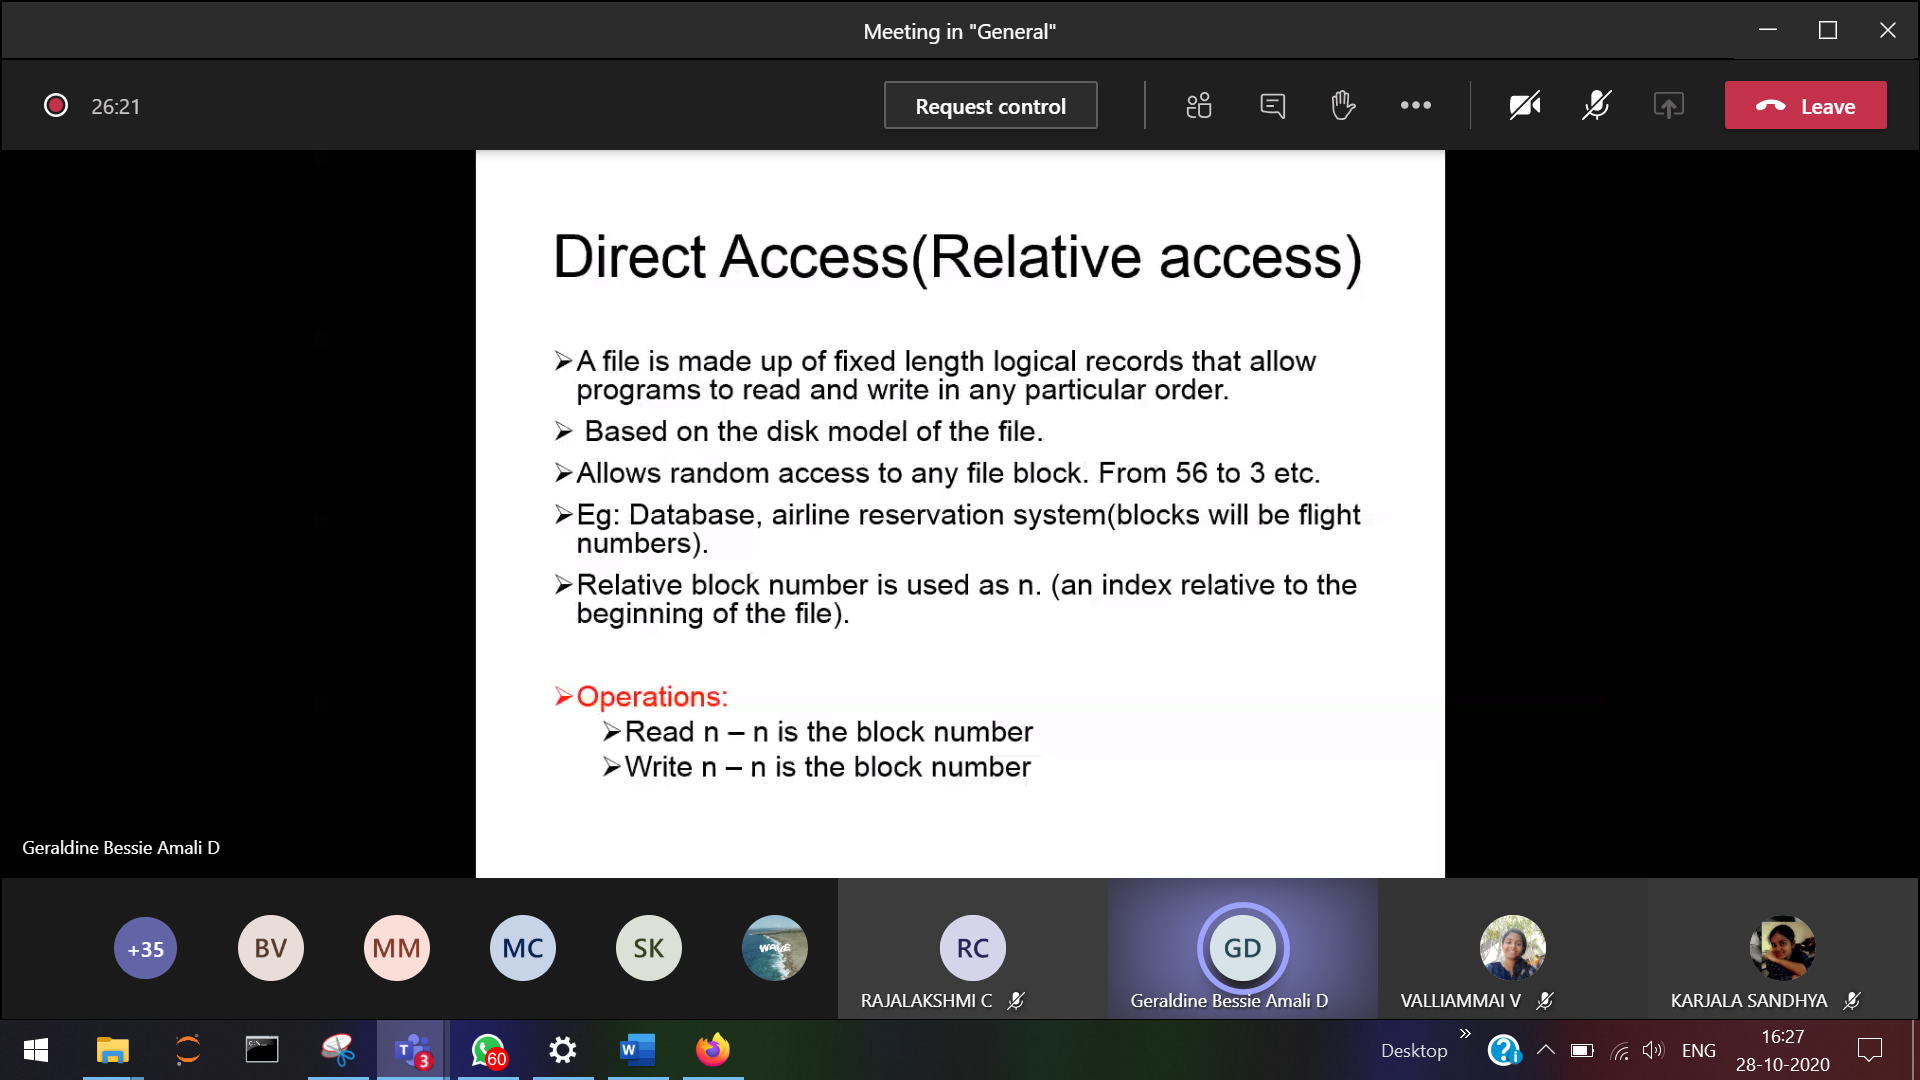 Meeting in "General"
26:21
Request control
Leave
Direct Access(Relative access)
➢A file is made up of fixed length logical records that allow
programs to read and write in any particular order.
➢ Based on the disk model of the file.
➢Allows random access to any file block. From 56 to 3 etc.
➢Eg: Database, airline reservation system(blocks will be flight
numbers).
➢Relative block number is used as n. (an index relative to the
beginning of the file).
➢Operations:
➢Read n – n is the block number
➢Write n – n is the block number
Geraldine Bessie Amali D
+35
BV
MM
MC
SK
WAVE
RC
GD
RAJALAKSHMI C
Geraldine Bessie Amali D
VALLIAMMAI V
KARJALA SANDHYA
T
3
60
W
Desktop
ENG
16:27
28-10-2020